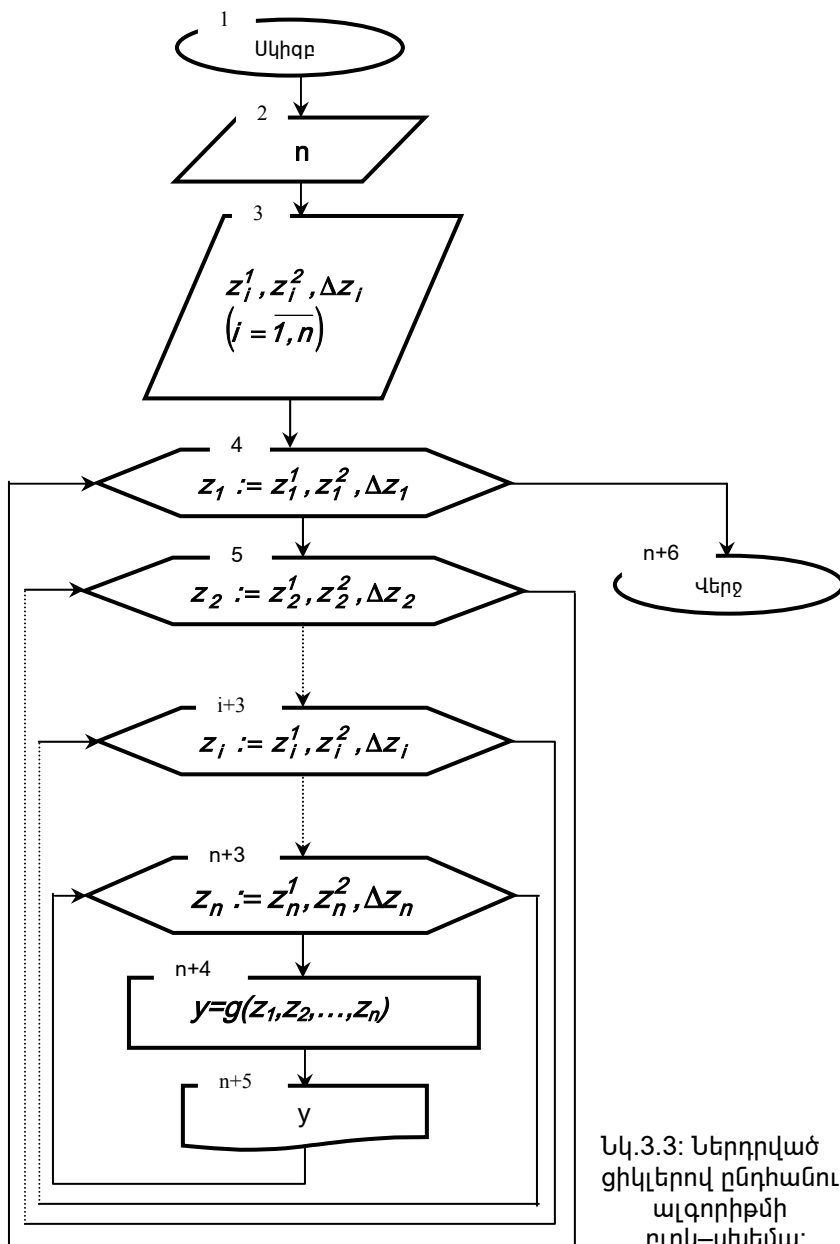 1
Սկիզբ
2
n
3
z_i^1, z_i^2, Δz_i
(i = \overline{1,n})
4
z_1 := z_1^1, z_1^2, Δz_1
n+6
Վերջ
5
z_2 := z_2^1, z_2^2, Δz_2
i+3
z_i := z_i^1, z_i^2, Δz_i
n+3
z_n := z_n^1, z_n^2, Δz_n
n+4
y=g(z_1,z_2,…,z_n)
n+5
y
Նկ.3.3: Ներդրված
ցիկլերով ընդհանու
ալգորիթմի